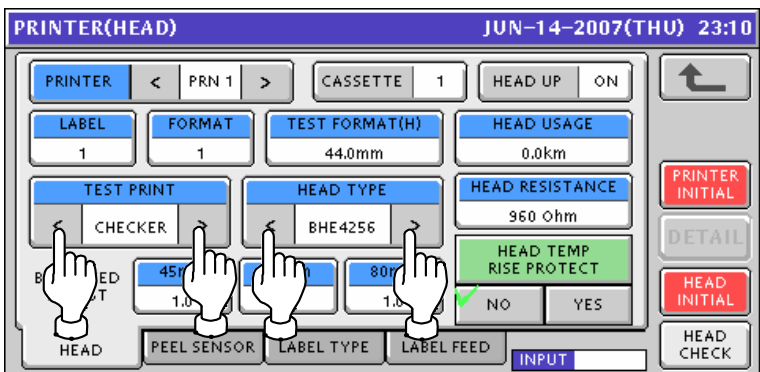 PRINTER(HEAD) JUN-14-2007(THU) 23:10
PRINTER < PRN 1 > CASSETTE 1 HEAD UP ON
LABEL FORMAT TEST FORMAT(H) HEAD USAGE
1 1 44.0mm 0.0km
TEST PRINT HEAD TYPE HEAD RESISTANCE
< CHECKER > < BHE4256 > 960 Ohm
HEAD TEMP
RISE PROTECT
NO YES
PRINTER
INITIAL
DETAIL
HEAD
INITIAL
HEAD
CHECK
HEAD PEEL SENSOR LABEL TYPE LABEL FEED INPUT